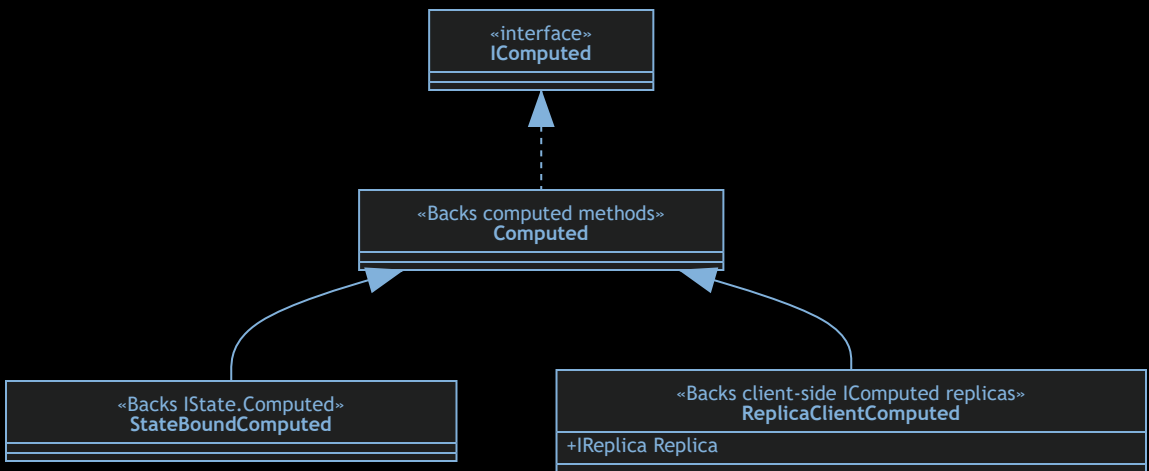 «interface»
IComputed
«Backs computed methods»
Computed
«Backs IState.Computed»
StateBoundComputed
«Backs client-side IComputed replicas»
ReplicaClientComputed
+IReplica Replica